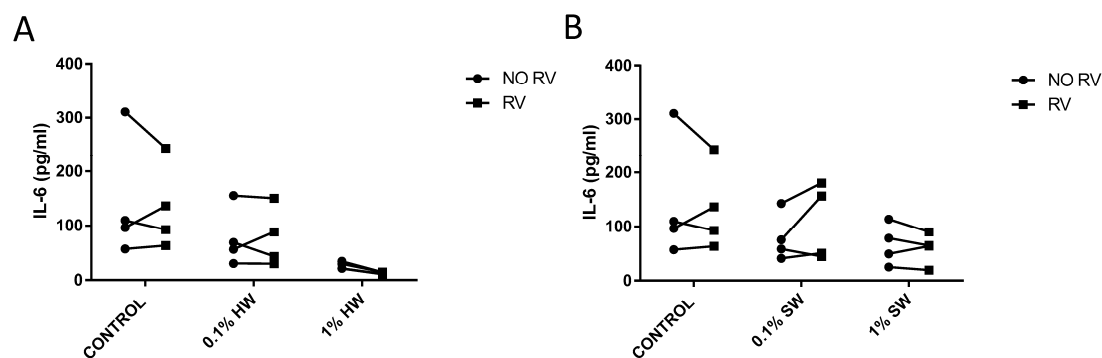 A
IL-6 (pg/ml)
400
300
200
100
0
CONTROL
0.1% HW
1% HW
NO RV
RV
B
IL-6 (pg/ml)
400
300
200
100
0
CONTROL
0.1% SW
1% SW
NO RV
RV